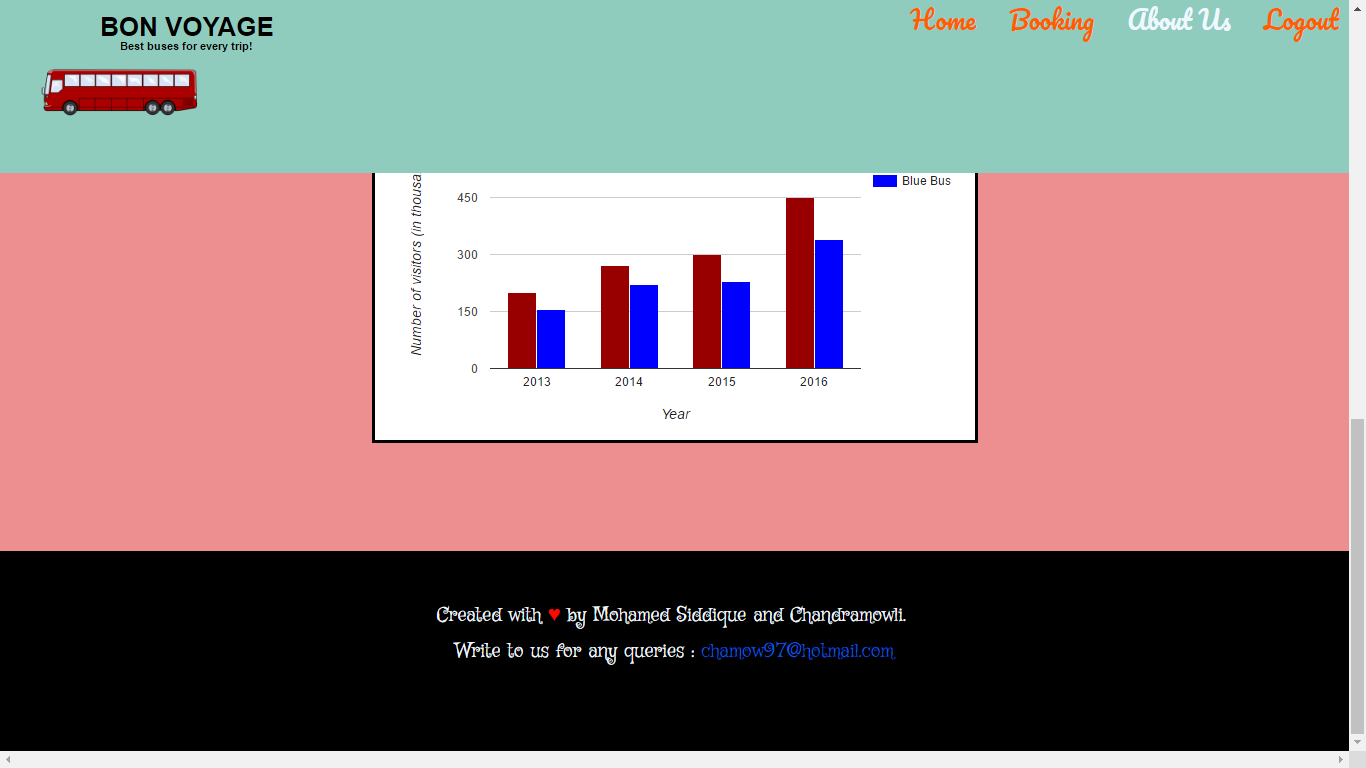 BON VOYAGE
Best buses for every trip!
Home Booking About Us Logout
Blue Bus
Number of visitors (in
450
300
150
0
2013 2014 2015 2016
Year
Created with ♥ by Mohamed Siddique and Chandramowli.
Write to us for any queries : chamow97@hotmail.com